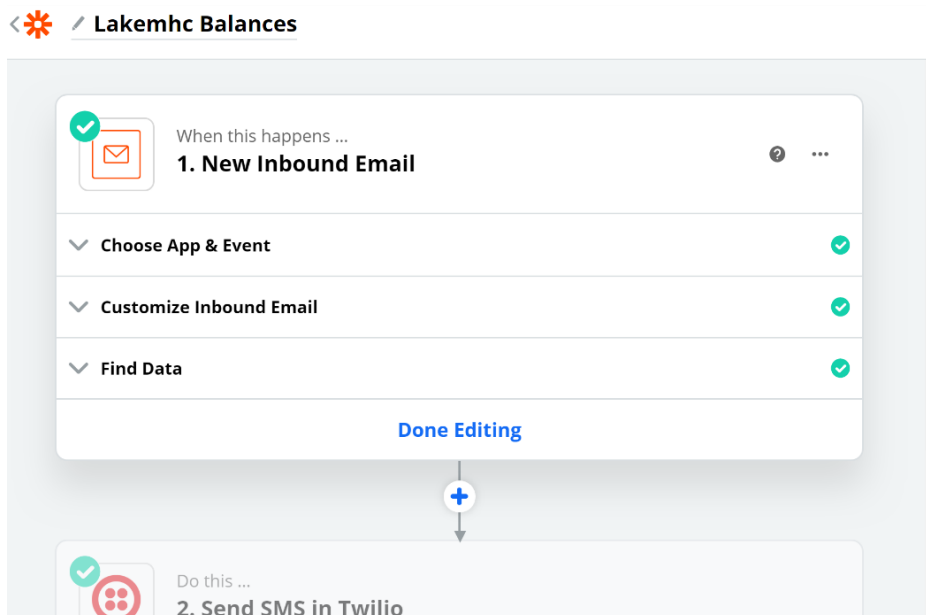 Lakemhc Balances
When this happens ...
1. New Inbound Email
Choose App & Event
Customize Inbound Email
Find Data
Done Editing
Do this ...
2. Send SMS in Twilio